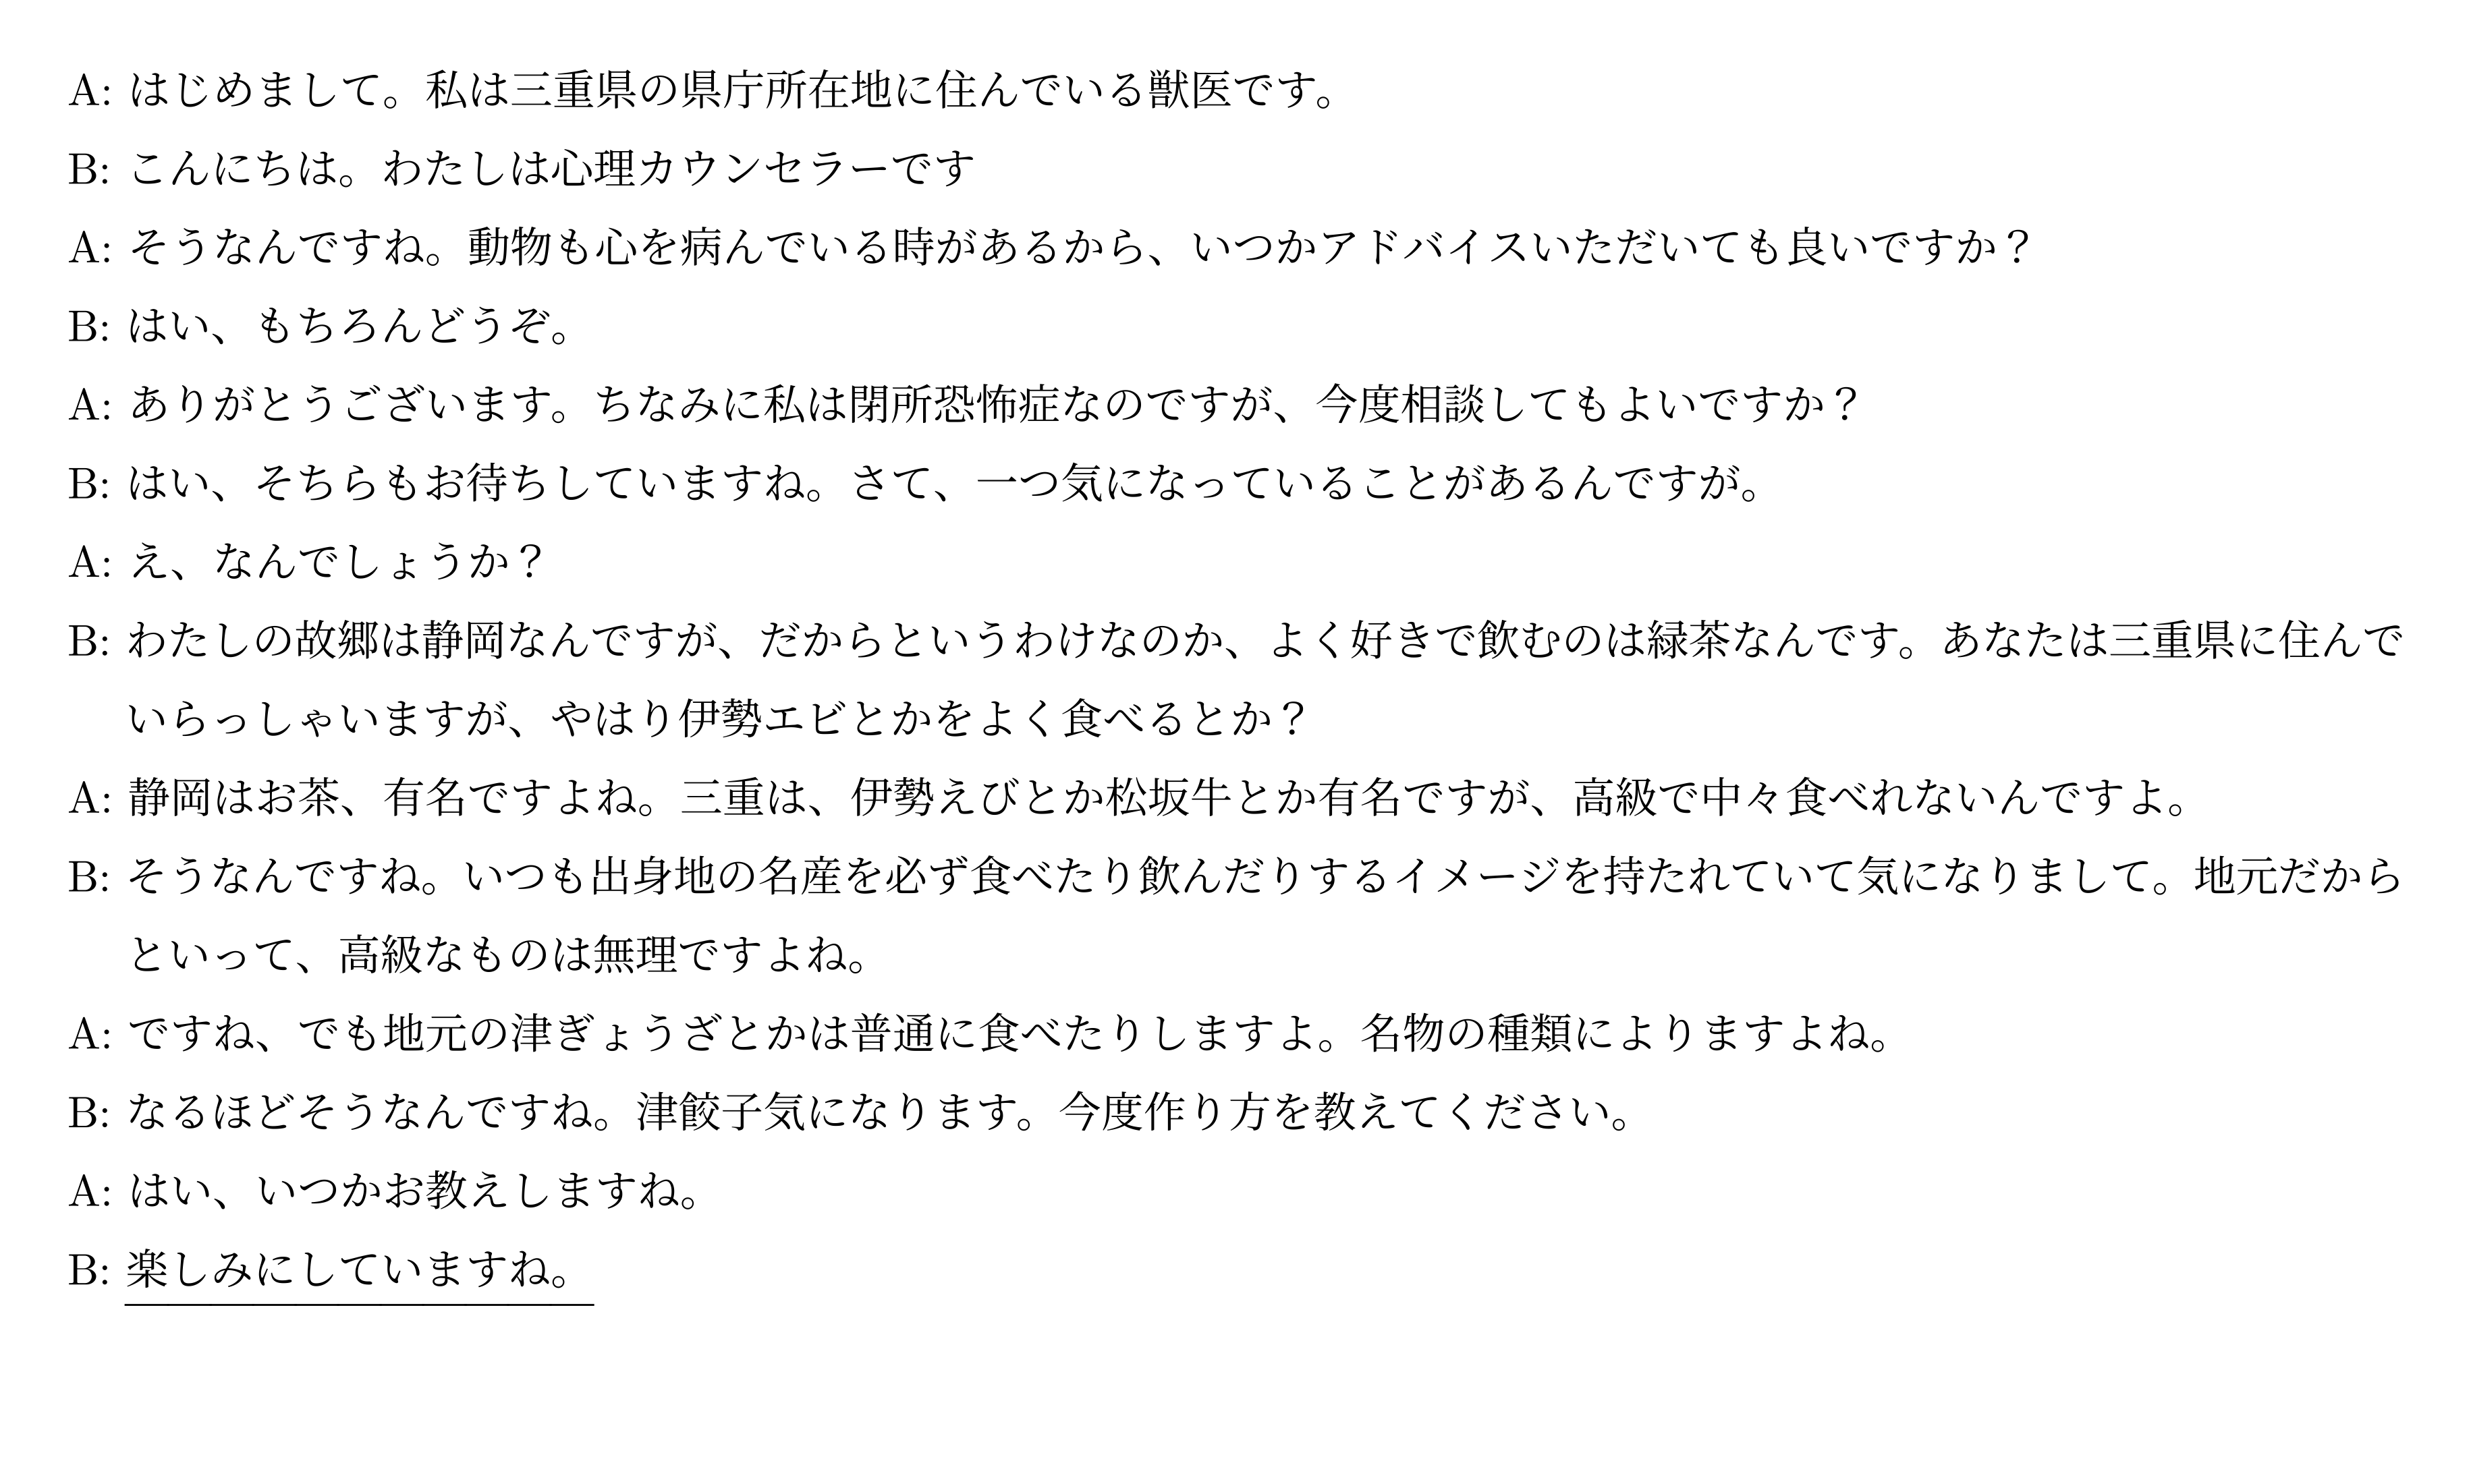 A: はじめまして。私は三重県の県庁所在地に住んでいる獣医です。
B: こんにちは。わたしは心理カウンセラーです
A: そうなんですね。動物も心を病んでいる時があるから、いつかアドバイスいただいても良いですか？
B: はい、もちろんどうぞ。
A: ありがとうございます。ちなみに私は閉所恐怖症なのですが、今度相談してもよいですか？
B: はい、そちらもお待ちしていますね。さて、一つ気になっていることがあるんですが。
A: え、なんでしょうか？
B: わたしの故郷は静岡なんですが、だからというわけなのか、よく好きで飲むのは緑茶なんです。あなたは三重県に住んで
いらっしゃいますが、やはり伊勢エビとかをよく食べるとか？
A: 静岡はお茶、有名ですよね。三重は、伊勢えびとか松坂牛とか有名ですが、高級で中々食べれないんですよ。
B: そうなんですね。いつも出身地の名産を必ず食べたり飲んだりするイメージを持たれていて気になりまして。地元だから
といって、高級なものは無理ですよね。
A: ですね、でも地元の津ぎょうざとかは普通に食べたりしますよ。名物の種類によりますよね。
B: なるほどそうなんですね。津餃子気になります。今度作り方を教えてください。
A: はい、いつかお教えしますね。
B: 楽しみにしていますね。